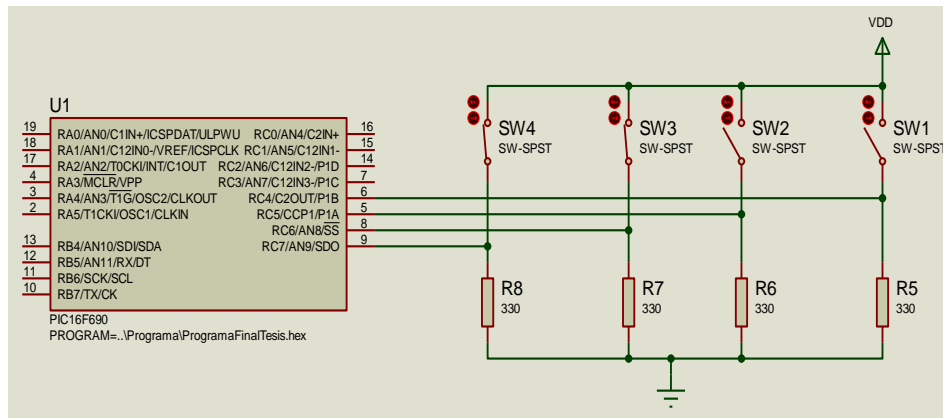 VDD
U1
19 RA0/AN0/C1IN+/ICSPDAT/ULPWU RC0/AN4/C2IN+ 16
18 RA1/AN1/C12IN0-/VREF/ICSPCLK RC1/AN5/C12IN1- 15
17 RA2/AN2/T0CKI/INT/C1OUT RC2/AN6/C12IN2-/P1D 14
4 RA3/MCLR/VPP RC3/AN7/C12IN3-/P1C 7
3 RA4/AN3/T1G/OSC2/CLKOUT RC4/C2OUT/P1B 6
2 RA5/T1CKI/OSC1/CLKIN RC5/CCP1/P1A 5
RC6/AN8/SS 8
13 RB4/AN10/SDI/SDA RC7/AN9/SDO 9
12 RB5/AN11/RX/DT
11 RB6/SCK/SCL
10 RB7/TX/CK
PIC16F690
PROGRAM=..\Programa\ProgramaFinalTesis.hex
SW4
SW-SPST
SW3
SW-SPST
SW2
SW-SPST
SW1
SW-SPST
R8
330
R7
330
R6
330
R5
330